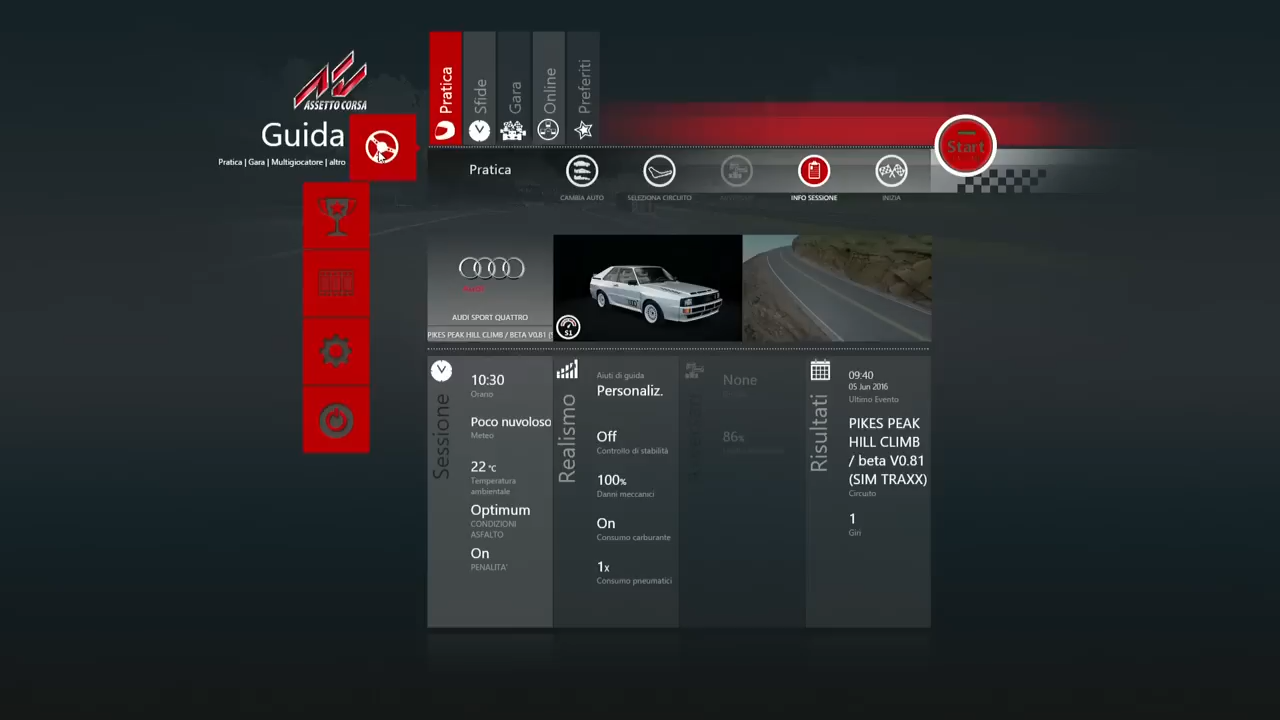 ASSETTO CORSA
Guida
Pratica | Gara | Multigiocatore | altro
Pratica
Sfide
Gara
Online
Preferiti
Start
Pratica
CAMBIA AUTO
SELEZIONA CIRCUITO
INFO SESSIONE
INIZIA
Audi
AUDI SPORT QUATTRO
PIKES PEAK HILL CLIMB / BETA V0.81 (S
S1
Sessione
10:30
Orario
Poco nuvoloso
Meteo
22 °C
Temperatura
ambientale
Optimum
CONDIZIONI
ASFALTO
On
PENALITA'
Realismo
Aiuti di guida
Personaliz.
Off
Controllo di stabilità
100%
Danni meccanici
On
Consumo carburante
1x
Consumo pneumatici
None
86%
Risultati
09:40
05 Jun 2016
Ultimo Evento
PIKES PEAK
HILL CLIMB
/ beta V0.81
(SIM TRAXX)
Circuito
1
Giri